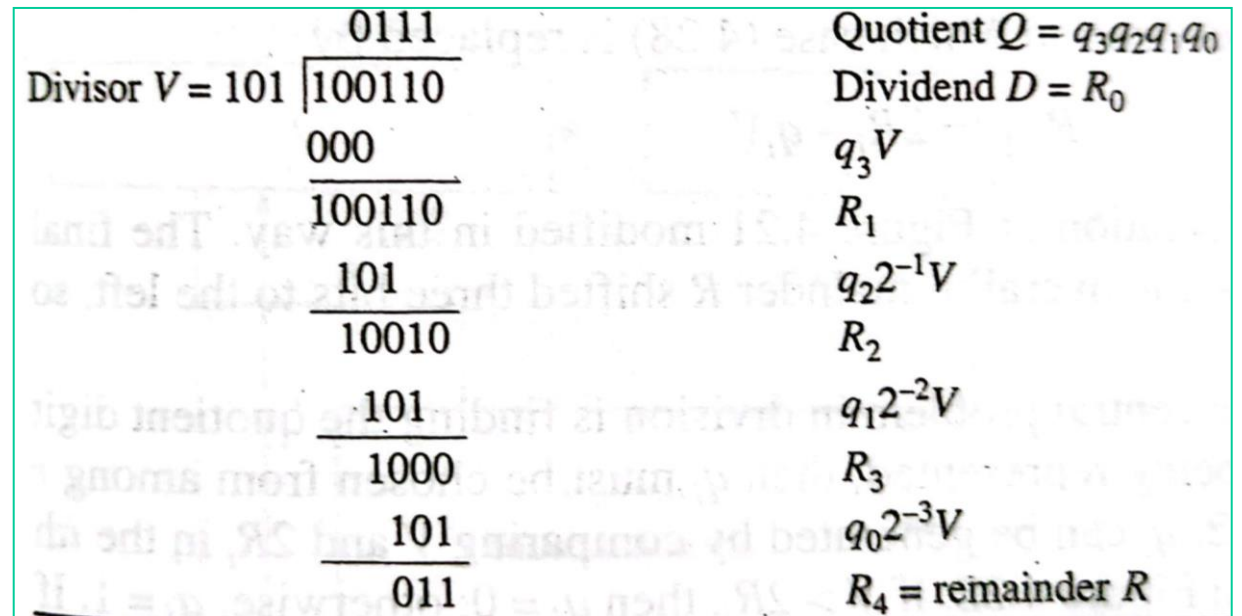 0111 Quotient Q = q₃q₂q₁q₀
Divisor V = 101 100110 Dividend D = R₀
000 q₃V
100110 R₁
101 q₂2⁻¹V
10010 R₂
101 q₁2⁻²V
1000 R₃
101 q₀2⁻³V
011 R₄ = remainder R